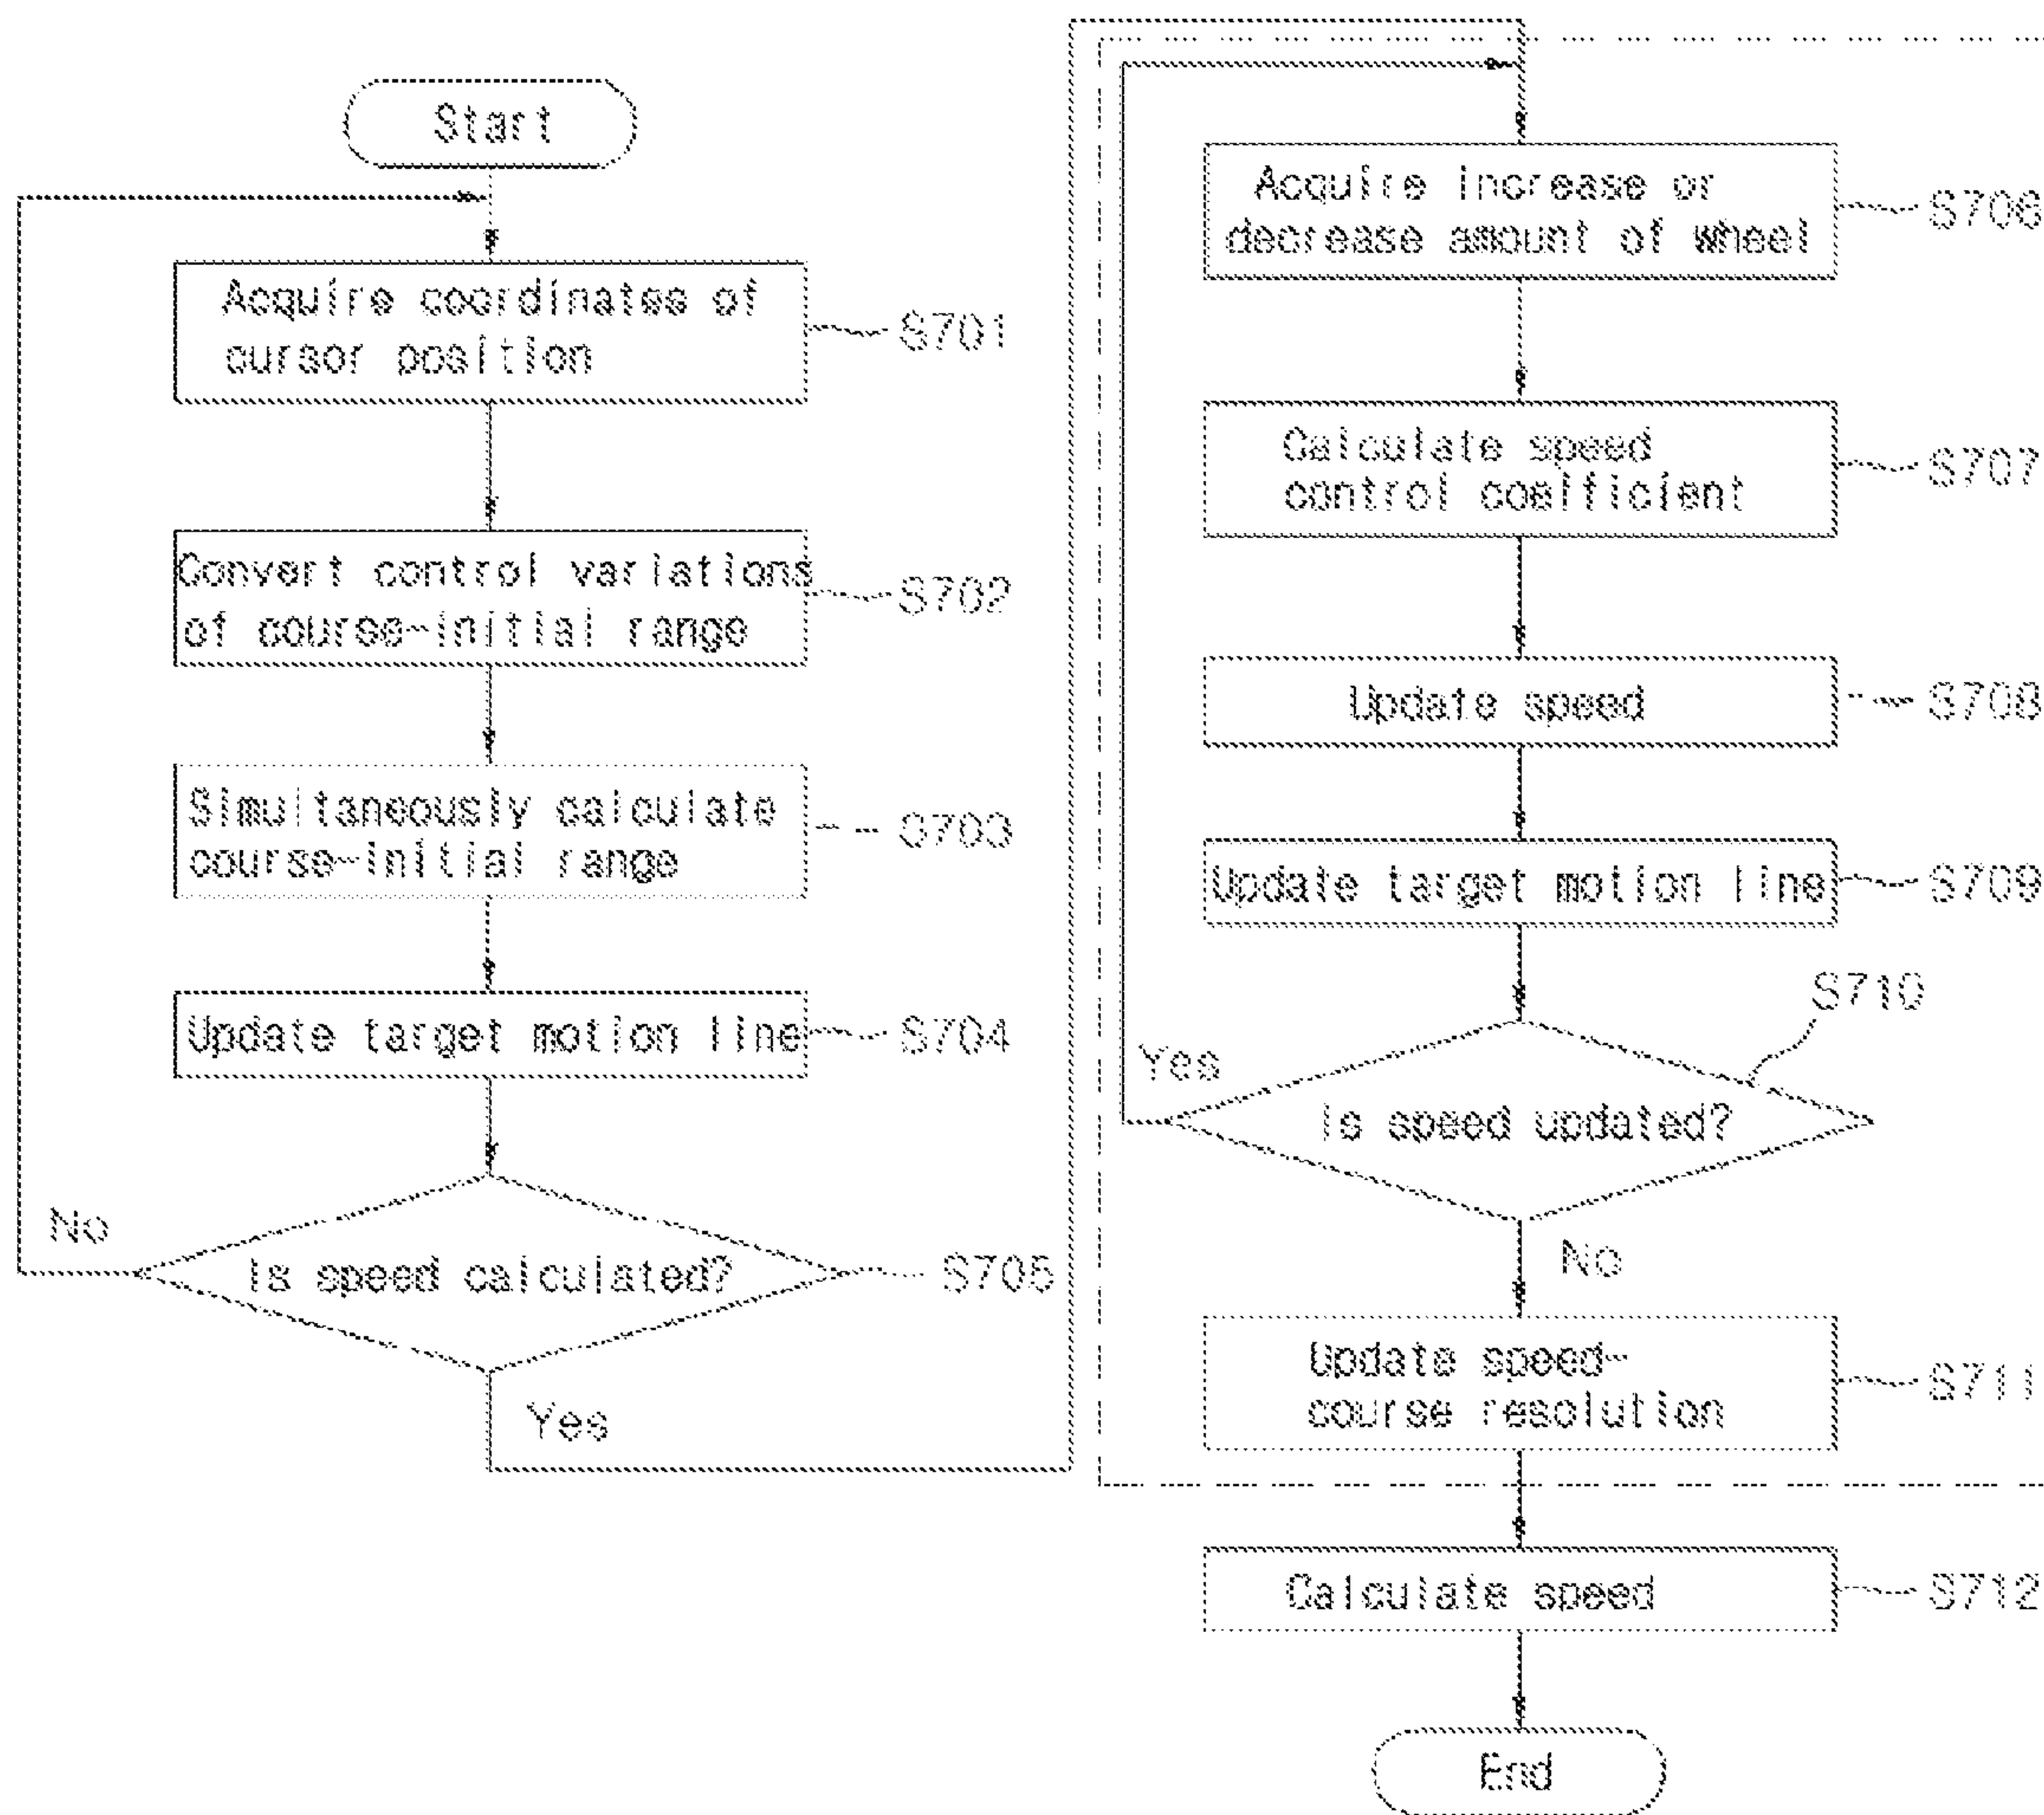 Start
Acquire coordinates of
cursor position
S701
Convert control variations
of course-initial range
S702
Simultaneously calculate
course-initial range
S703
Update target motion line
S704
Is speed calculated?
S705
No
Yes
Acquire increase or
decrease amount of wheel
S706
Calculate speed
control coefficient
S707
Update speed
S708
Update target motion line
S709
S710
Yes
Is speed updated?
No
Update speed-
course resolution
S711
Calculate speed
S712
End